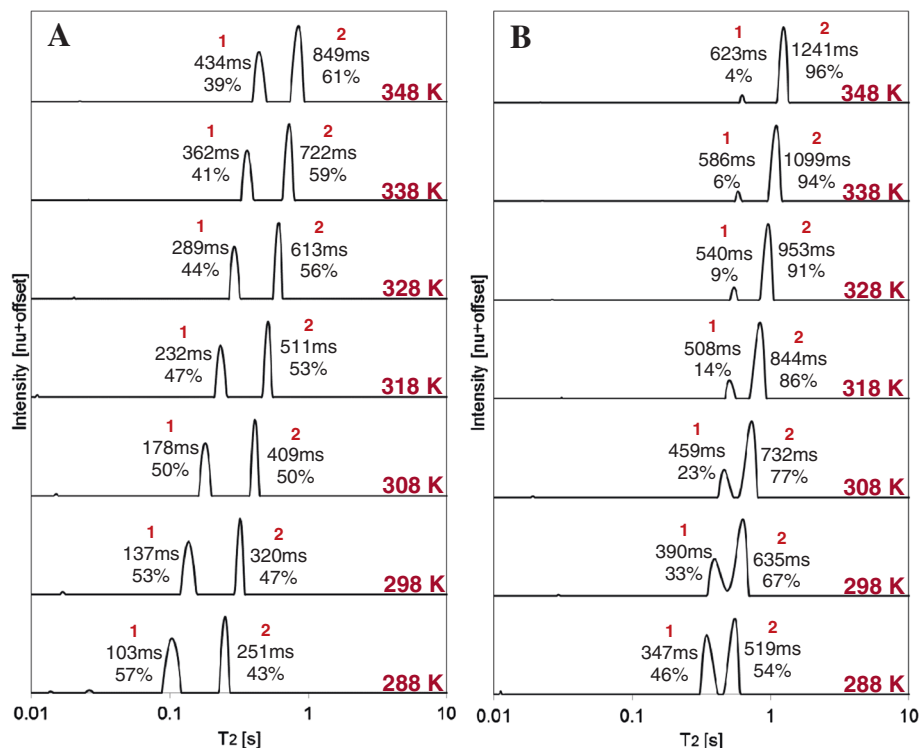 A
1
434ms
39%
2
849ms
61%
348 K
1
362ms
41%
2
722ms
59%
338 K
1
289ms
44%
2
613ms
56%
328 K
1
232ms
47%
2
511ms
53%
318 K
1
178ms
50%
2
409ms
50%
308 K
1
137ms
53%
2
320ms
47%
298 K
1
103ms
57%
2
251ms
43%
288 K
Intensity [nu+offset]
0.01 0.1 1 10
T2 [s]
B
1
623ms
4%
2
1241ms
96%
348 K
1
586ms
6%
2
1099ms
94%
338 K
1
540ms
9%
2
953ms
91%
328 K
1
508ms
14%
2
844ms
86%
318 K
1
459ms
23%
2
732ms
77%
308 K
1
390ms
33%
2
635ms
67%
298 K
1
347ms
46%
2
519ms
54%
288 K
Intensity [nu+offset]
0.01 0.1 1 10
T2 [s]